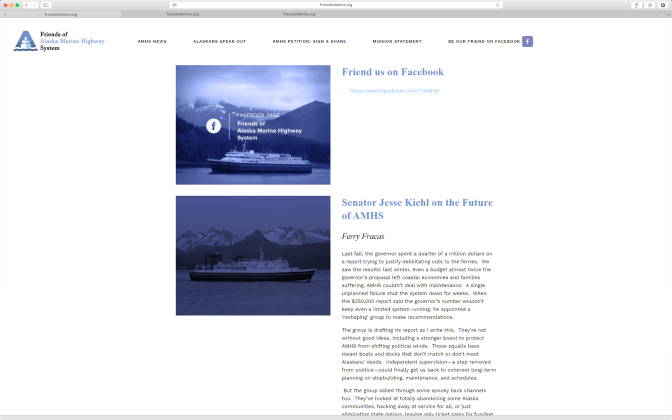 friendsofamhs.org
friendsofamhs.org
friendsofamhs.org
friendsofamhs.org
Friends of
Alaska Marine Highway
System
AMHS NEWS
ALASKANS SPEAK OUT
AMHS PETITION: SIGN & SHARE
MISSION STATEMENT
BE OUR FRIEND ON FACEBOOK
FACEBOOK PAGE
Friends of
Alaska Marine Highway
System
Friend us on Facebook
https://www.facebook.com/FOAMHS
Senator Jesse Kiehl on the Future
of AMHS
Ferry Fracas
Last fall, the governor spent a quarter of a million dollars on
a report trying to justify debilitating cuts to the ferries. We
saw the results: last winter, even a budget almost twice the
governor's proposal left coastal economies and families
suffering. AMHS couldn't deal with maintenance. A single
unplanned failure shut the system down for weeks. When
the $250,000 report said the governor's number wouldn't
keep even a limited system running, he appointed a
'reshaping' group to make recommendations.
The group is drafting its report as I write this. They're not
without good ideas, including a stronger board to protect
AMHS from shifting political winds. Those squalls have
meant boats and docks that don't match or don't meet
Alaskans' needs. Independent supervision—a step removed
from politics—could finally get us back to coherent long-term
planning on shipbuilding, maintenance, and schedules.
But the group sailed through some spooky back channels
too. They've looked at totally abandoning some Alaska
communities, hacking away at service for all, or just
eliminating state dollars, leaving only ticket sales for funding